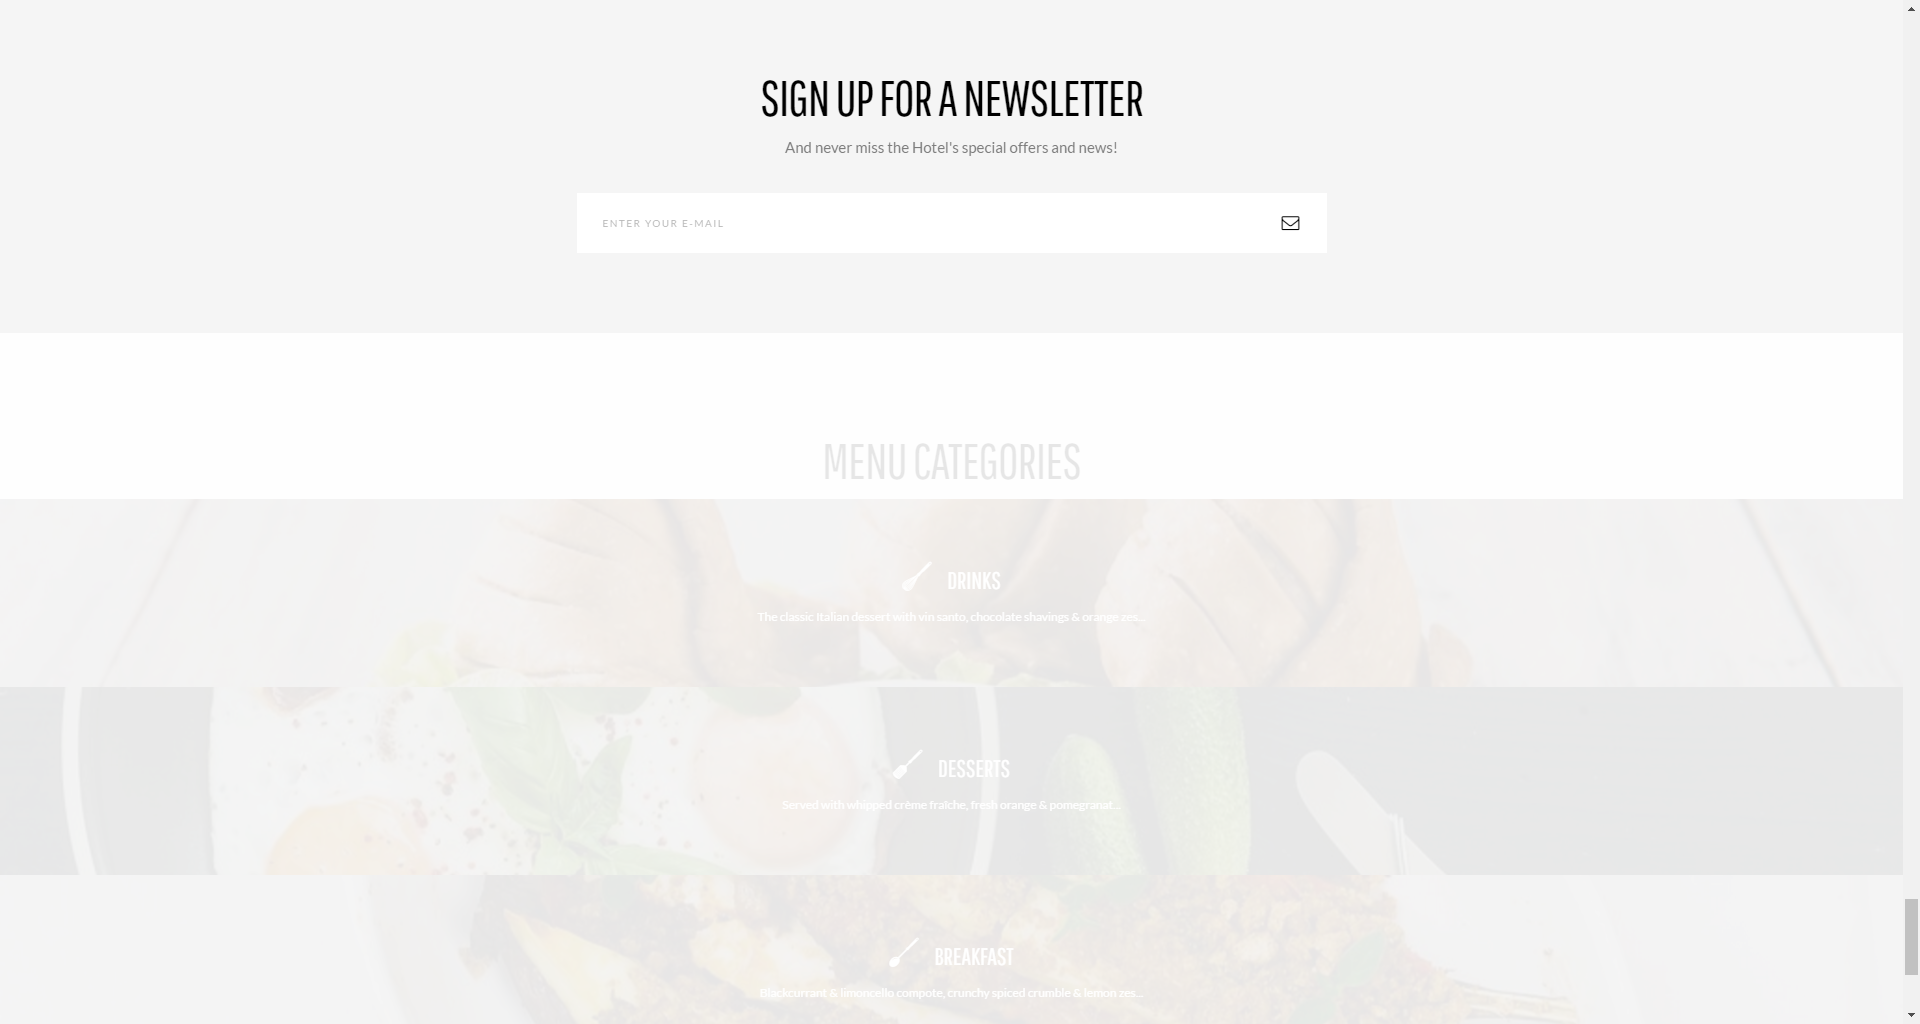 SIGN UP FOR A NEWSLETTER
And never miss the Hotel's special offers and news!
ENTER YOUR E-MAIL
MENU CATEGORIES
DRINKS
The classic Italian dessert with vin santo, chocolate shavings & orange zes...
DESSERTS
Served with whipped crème fraîche, fresh orange & pomegranat...
BREAKFAST
Blackcurrant & limoncello compote, crunchy spiced crumble & lemon zes...